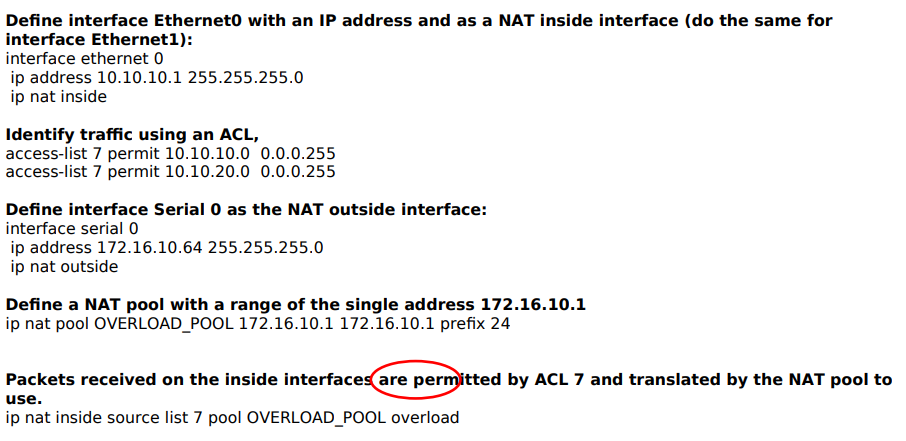 Define interface Ethernet0 with an IP address and as a NAT inside interface (do the same for
interface Ethernet1):
interface ethernet 0
ip address 10.10.10.1 255.255.255.0
ip nat inside
Identify traffic using an ACL,
access-list 7 permit 10.10.10.0  0.0.0.255
access-list 7 permit 10.10.20.0  0.0.0.255
Define interface Serial 0 as the NAT outside interface:
interface serial 0
ip address 172.16.10.64 255.255.255.0
ip nat outside
Define a NAT pool with a range of the single address 172.16.10.1
ip nat pool OVERLOAD_POOL 172.16.10.1 172.16.10.1 prefix 24
Packets received on the inside interfaces are permitted by ACL 7 and translated by the NAT pool to
use.
ip nat inside source list 7 pool OVERLOAD_POOL overload